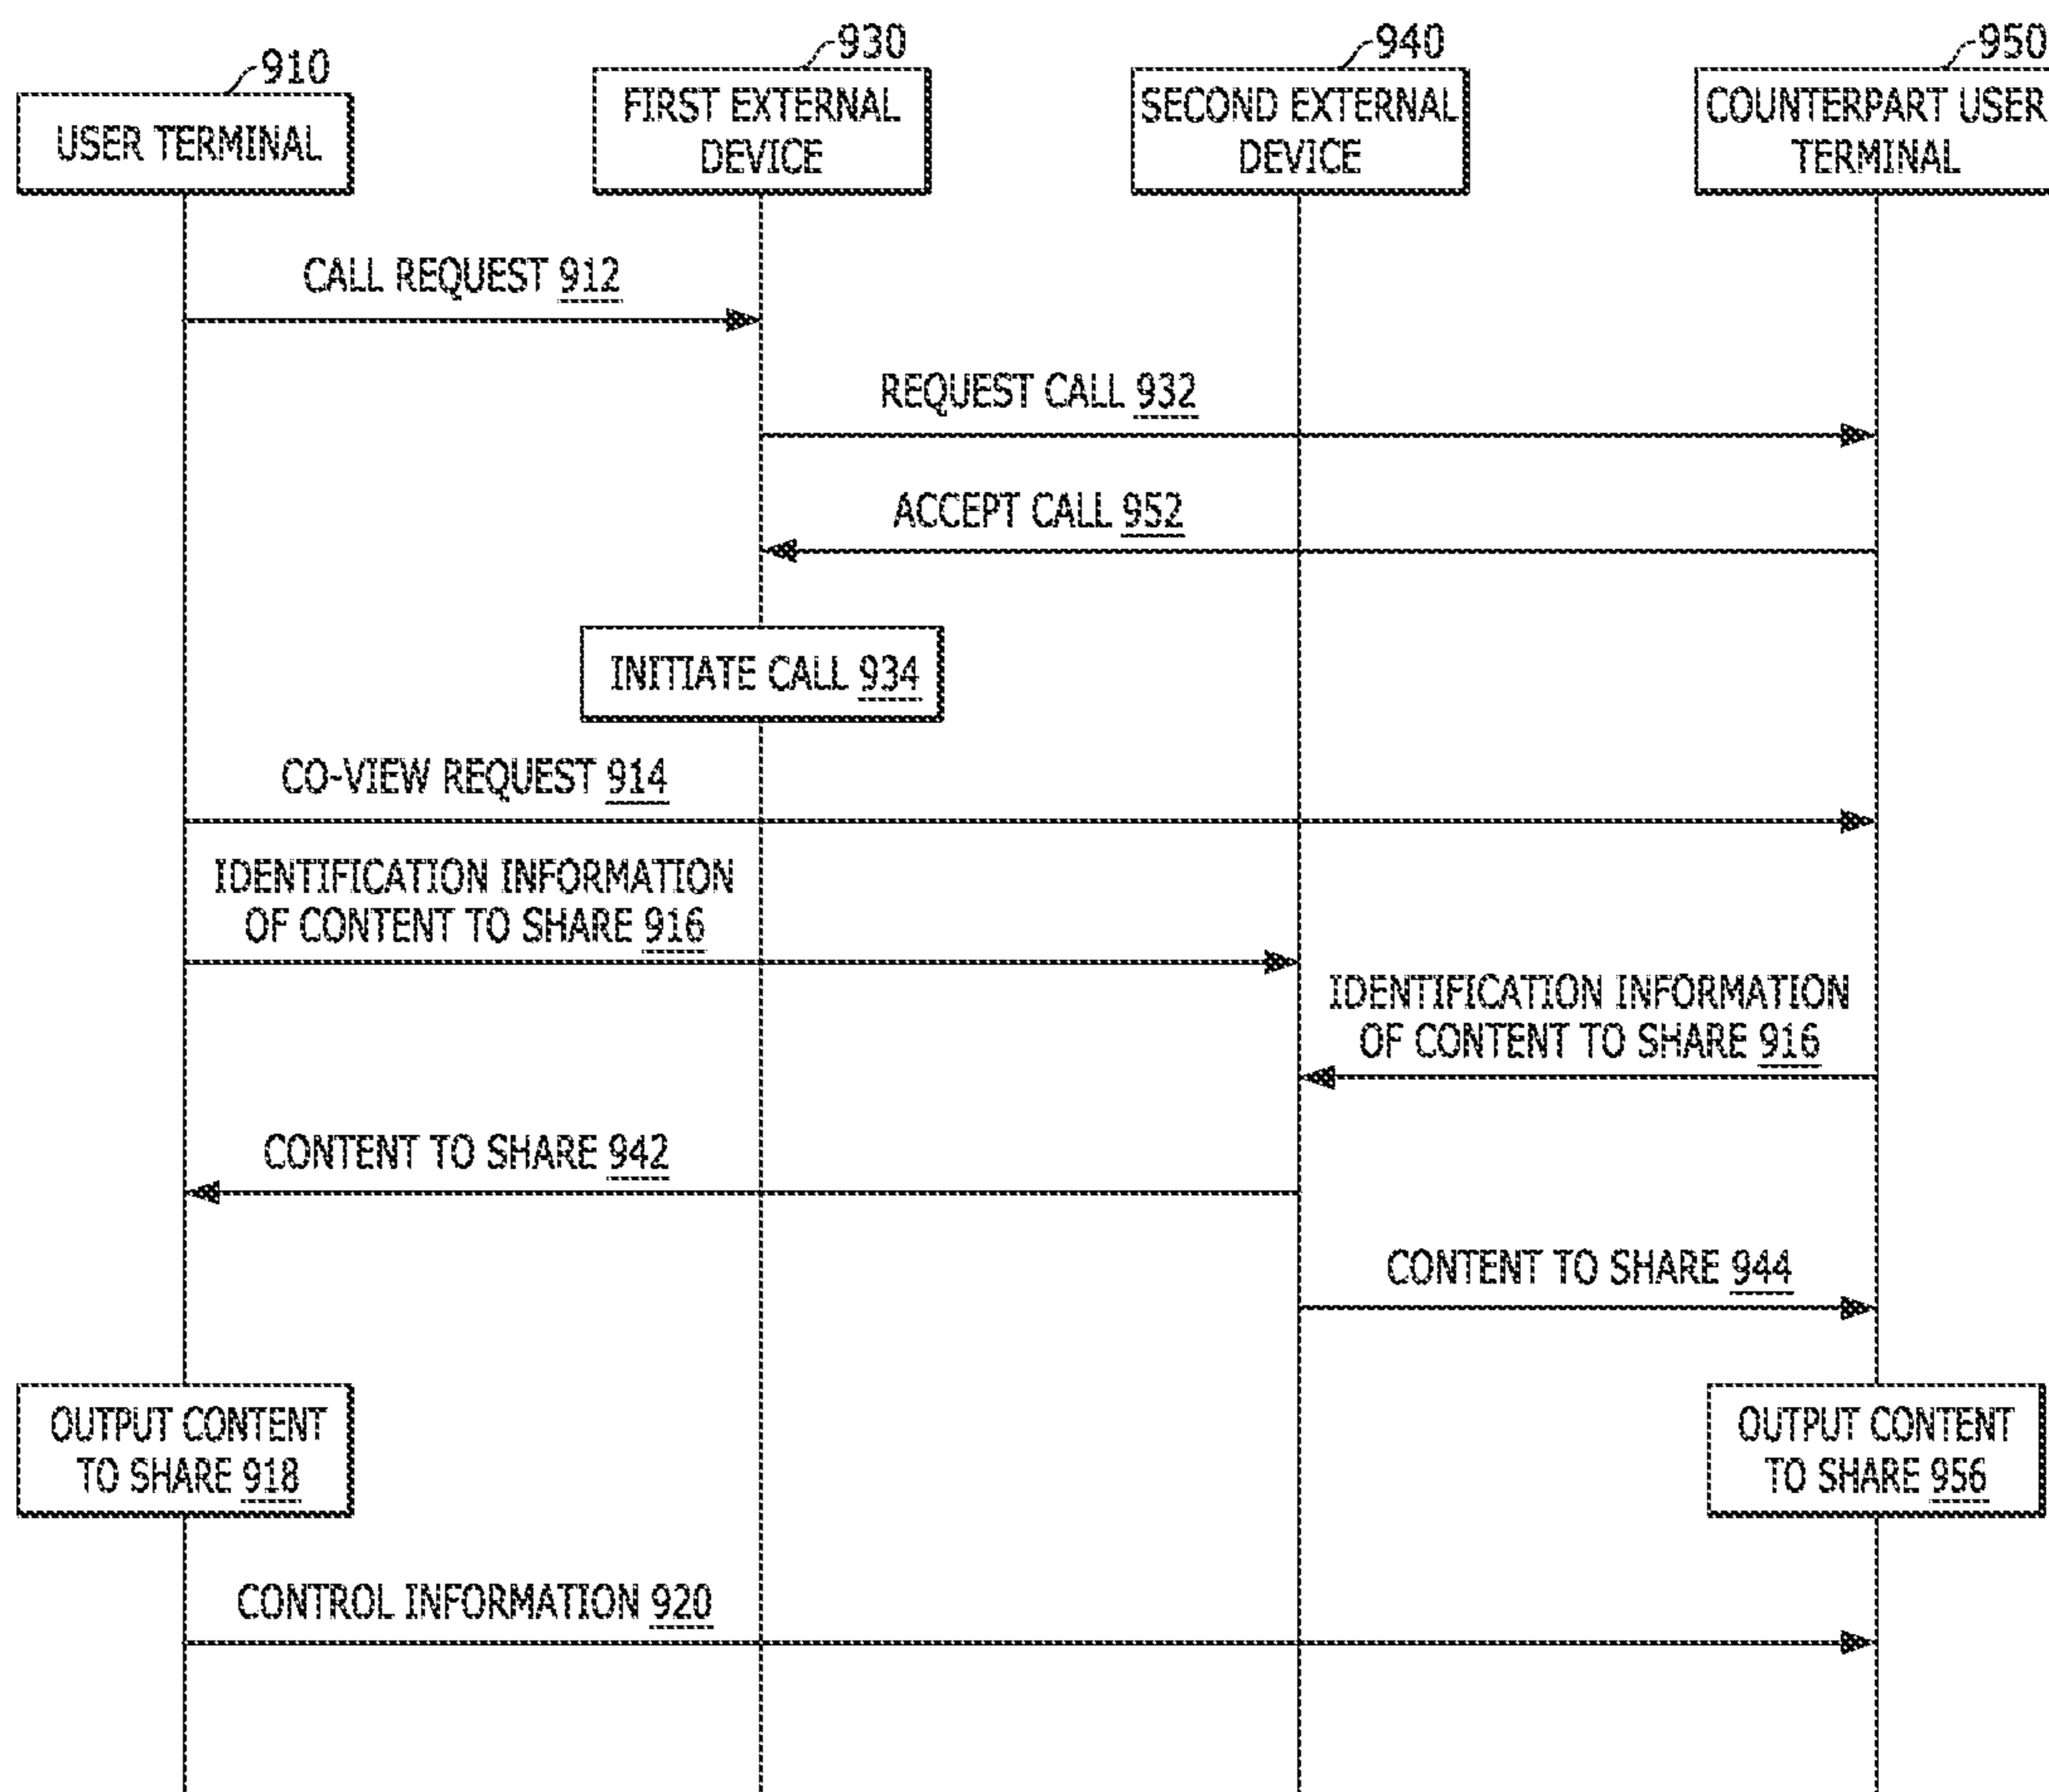 910
930
940
950
USER TERMINAL
FIRST EXTERNAL
DEVICE
SECOND EXTERNAL
DEVICE
COUNTERPART USER
TERMINAL
CALL REQUEST 912
REQUEST CALL 932
ACCEPT CALL 952
INITIATE CALL 934
CO-VIEW REQUEST 914
IDENTIFICATION INFORMATION
OF CONTENT TO SHARE 916
IDENTIFICATION INFORMATION
OF CONTENT TO SHARE 916
CONTENT TO SHARE 942
CONTENT TO SHARE 944
OUTPUT CONTENT
TO SHARE 918
OUTPUT CONTENT
TO SHARE 956
CONTROL INFORMATION 920